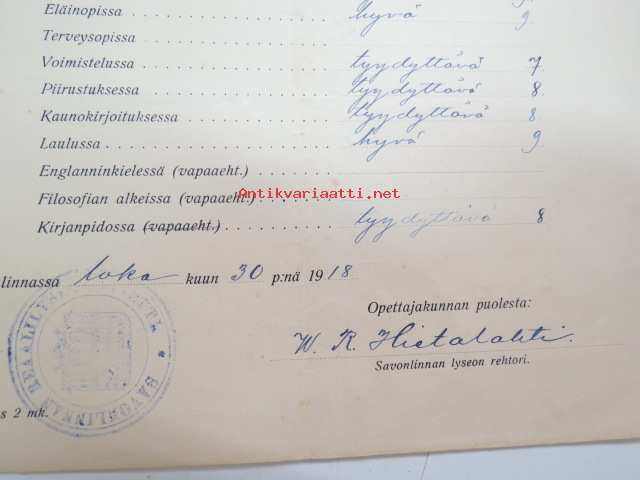 Eläinopissa hyvä 9
Terveysopissa
Voimistelussa tyydyttävä 7
Piirustuksessa tyydyttävä 8.
Kaunokirjoituksessa tyydyttävä 8
Laulussa hyvä 9
Englanninkielessä (vapaaeht.)
Antikvariaatti.net
Filosofian alkeissa (vapaaeht.)
Kirjanpidossa (vapaaeht.) tyydyttävä 8
linnassa loka kuun 30 p:nä 1918
Opettajakunnan puolesta:
W. R. Hietalahti.
Savonlinnan lyseon rehtori.
SAVONLINNAN REAALILYSEO
s 2 mk.